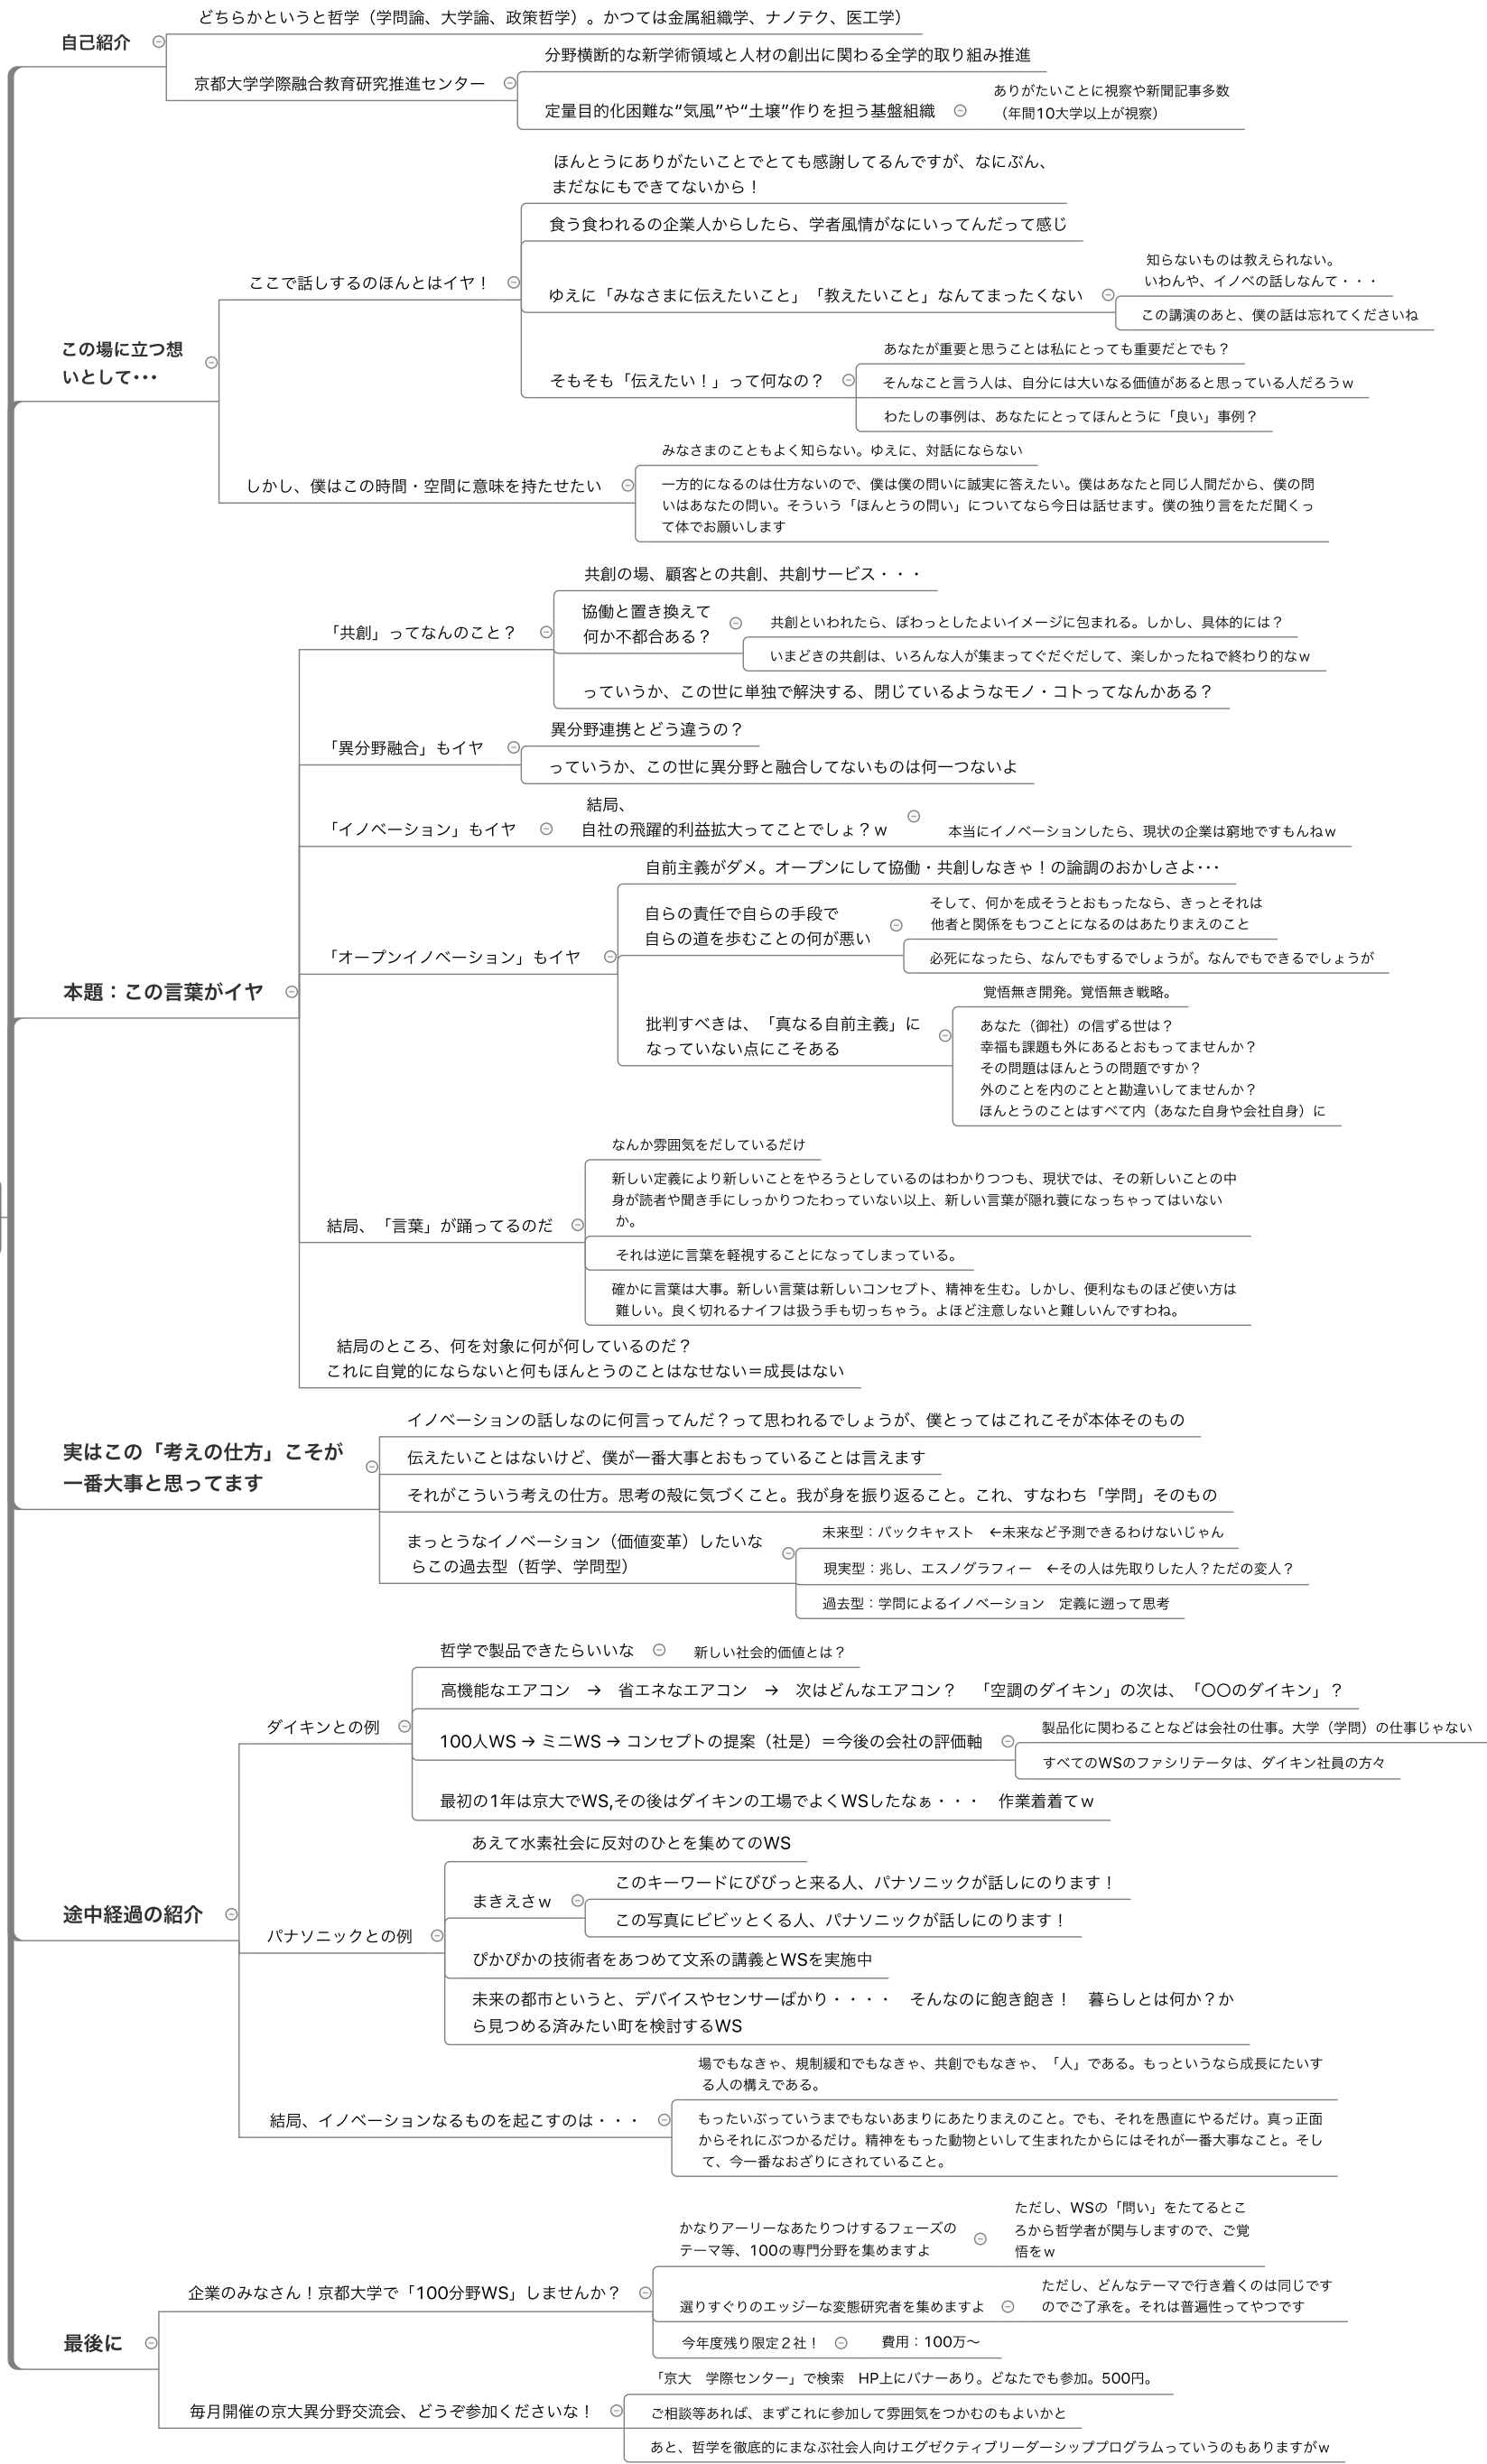 自己紹介
どちらかというと哲学（学問論、大学論、政策哲学）。かつては金属組織学、ナノテク、医工学）
京都大学学際融合教育研究推進センター
分野横断的な新学術領域と人材の創出に関わる全学的取り組み推進
定量目的化困難な“気風”や“土壌”作りを担う基盤組織
ありがたいことに視察や新聞記事多数
（年間10大学以上が視察）
この場に立つ想
いとして･･･
ここで話しするのほんとはイヤ！
ほんとうにありがたいことでとても感謝してるんですが、なにぶん、
まだなにもできてないから！
食う食われるの企業人からしたら、学者風情がなにいってんだって感じ
ゆえに「みなさまに伝えたいこと」「教えたいこと」なんてまったくない
知らないものは教えられない。
いわんや、イノベの話しなんて・・・
この講演のあと、僕の話は忘れてくださいね
そもそも「伝えたい！」って何なの？
あなたが重要と思うことは私にとっても重要だとでも？
そんなこと言う人は、自分には大いなる価値があると思っている人だろうｗ
わたしの事例は、あなたにとってほんとうに「良い」事例？
しかし、僕はこの時間・空間に意味を持たせたい
みなさまのこともよく知らない。ゆえに、対話にならない
一方的になるのは仕方ないので、僕は僕の問いに誠実に答えたい。僕はあなたと同じ人間だから、僕の問
いはあなたの問い。そういう「ほんとうの問い」についてなら今日は話せます。僕の独り言をただ聞くっ
て体でお願いします
本題：この言葉がイヤ
「共創」ってなんのこと？
共創の場、顧客との共創、共創サービス・・・
協働と置き換えて
何か不都合ある？
共創といわれたら、ぽわっとしたよいイメージに包まれる。しかし、具体的には？
いまどきの共創は、いろんな人が集まってぐだぐだして、楽しかったねで終わり的なｗ
っていうか、この世に単独で解決する、閉じているようなモノ・コトってなんかある？
「異分野融合」もイヤ
異分野連携とどう違うの？
っていうか、この世に異分野と融合してないものは何一つないよ
「イノベーション」もイヤ
結局、
自社の飛躍的利益拡大ってことでしょ？ｗ
本当にイノベーションしたら、現状の企業は窮地ですもんねｗ
「オープンイノベーション」もイヤ
自前主義がダメ。オープンにして協働・共創しなきゃ！の論調のおかしさよ･･･
自らの責任で自らの手段で
自らの道を歩むことの何が悪い
そして、何かを成そうとおもったなら、きっとそれは
他者と関係をもつことになるのはあたりまえのこと
必死になったら、なんでもするでしょうが。なんでもできるでしょうが
批判すべきは、「真なる自前主義」に
なっていない点にこそある
覚悟無き開発。覚悟無き戦略。
あなた（御社）の信ずる世は？
幸福も課題も外にあるとおもってませんか？
その問題はほんとうの問題ですか？
外のことを内のことと勘違いしてませんか？
ほんとうのことはすべて内（あなた自身や会社自身）に
結局、「言葉」が踊ってるのだ
なんか雰囲気をだしているだけ
新しい定義により新しいことをやろうとしているのはわかりつつも、現状では、その新しいことの中
身が読者や聞き手にしっかりつたわっていない以上、新しい言葉が隠れ蓑になっちゃってはいない
か。
それは逆に言葉を軽視することになってしまっている。
確かに言葉は大事。新しい言葉は新しいコンセプト、精神を生む。しかし、便利なものほど使い方は
難しい。良く切れるナイフは扱う手も切っちゃう。よほど注意しないと難しいんですわね。
結局のところ、何を対象に何が何しているのだ？
これに自覚的にならないと何もほんとうのことはなせない＝成長はない
実はこの「考えの仕方」こそが
一番大事と思ってます
イノベーションの話しなのに何言ってんだ？って思われるでしょうが、僕とってはこれこそが本体そのもの
伝えたいことはないけど、僕が一番大事とおもっていることは言えます
それがこういう考えの仕方。思考の殻に気づくこと。我が身を振り返ること。これ、すなわち「学問」そのもの
まっとうなイノベーション（価値変革）したいな
らこの過去型（哲学、学問型）
未来型：バックキャスト　←未来など予測できるわけないじゃん
現実型：兆し、エスノグラフィー　←その人は先取りした人？ただの変人？
過去型：学問によるイノベーション　定義に遡って思考
途中経過の紹介
ダイキンとの例
哲学で製品できたらいいな
新しい社会的価値とは？
高機能なエアコン　→　省エネなエアコン　→　次はどんなエアコン？　「空調のダイキン」の次は、「〇〇のダイキン」？
100人WS → ミニWS → コンセプトの提案（社是）＝今後の会社の評価軸
製品化に関わることなどは会社の仕事。大学（学問）の仕事じゃない
すべてのWSのファシリテータは、ダイキン社員の方々
最初の1年は京大でWS,その後はダイキンの工場でよくWSしたなぁ・・・　作業着着てｗ
パナソニックとの例
あえて水素社会に反対のひとを集めてのWS
まきえさｗ
このキーワードにびびっと来る人、パナソニックが話しにのります！
この写真にビビッとくる人、パナソニックが話しにのります！
ぴかぴかの技術者をあつめて文系の講義とWSを実施中
未来の都市というと、デバイスやセンサーばかり・・・・　そんなのに飽き飽き！　暮らしとは何か？か
ら見つめる済みたい町を検討するWS
結局、イノベーションなるものを起こすのは・・・
場でもなきゃ、規制緩和でもなきゃ、共創でもなきゃ、「人」である。もっというなら成長にたいす
る人の構えである。
もったいぶっていうまでもないあまりにあたりまえのこと。でも、それを愚直にやるだけ。真っ正面
からそれにぶつかるだけ。精神をもった動物といして生まれたからにはそれが一番大事なこと。そし
て、今一番なおざりにされていること。
最後に
企業のみなさん！京都大学で「100分野WS」しませんか？
かなりアーリーなあたりつけするフェーズの
テーマ等、100の専門分野を集めますよ
ただし、WSの「問い」をたてるとこ
ろから哲学者が関与しますので、ご覚
悟をｗ
選りすぐりのエッジーな変態研究者を集めますよ
ただし、どんなテーマで行き着くのは同じです
のでご了承を。それは普遍性ってやつです
今年度残り限定２社！
費用：100万〜
毎月開催の京大異分野交流会、どうぞ参加くださいな！
「京大　学際センター」で検索　HP上にバナーあり。どなたでも参加。500円。
ご相談等あれば、まずこれに参加して雰囲気をつかむのもよいかと
あと、哲学を徹底的にまなぶ社会人向けエグゼクティブリーダーシッププログラムっていうのもありますがｗ